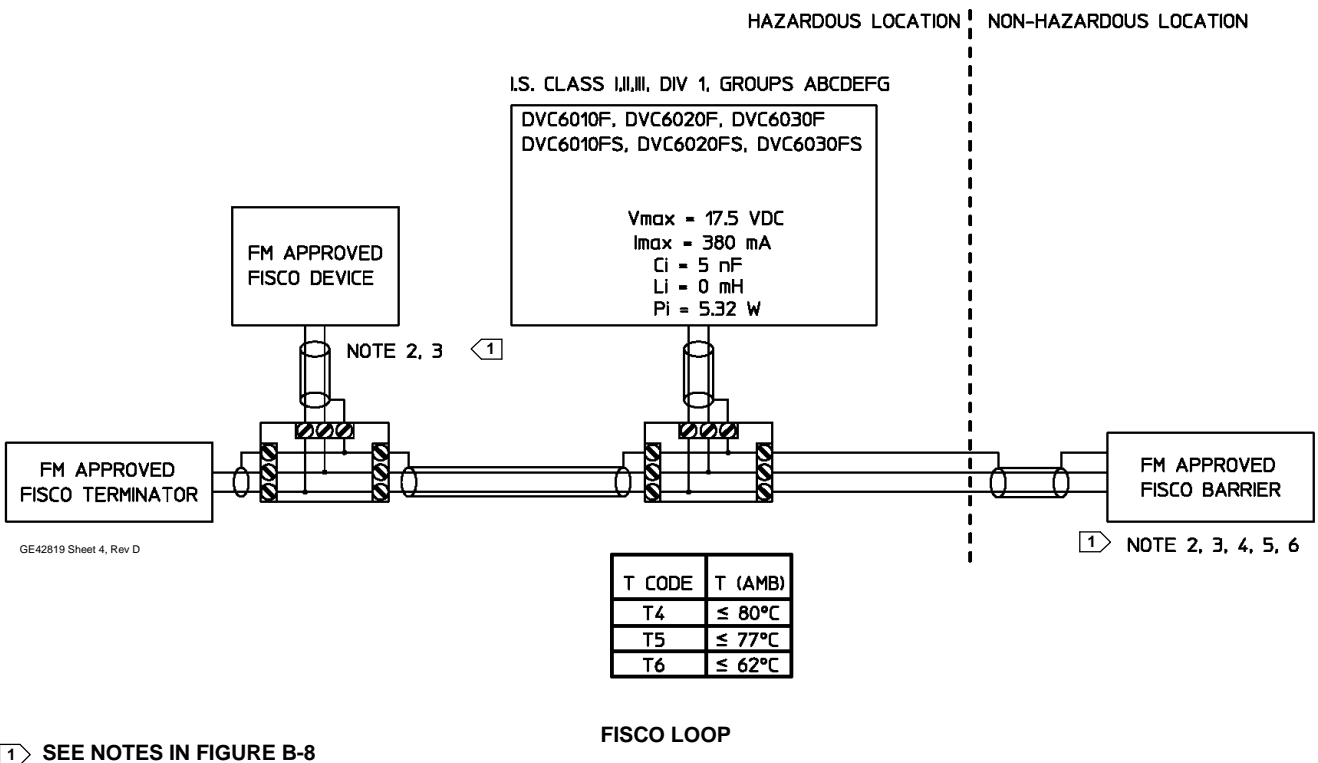 HAZARDOUS LOCATION NON-HAZARDOUS LOCATION
I.S. CLASS I,II,III, DIV 1, GROUPS ABCDEFG
DVC6010F, DVC6020F, DVC6030F
DVC6010FS, DVC6020FS, DVC6030FS
Vmax = 17.5 VDC
Imax = 380 mA
Ci = 5 nF
Li = 0 mH
Pi = 5.32 W
FM APPROVED
FISCO DEVICE
NOTE 2, 3 1
FM APPROVED
FISCO TERMINATOR
FM APPROVED
FISCO BARRIER
1 NOTE 2, 3, 4, 5, 6
GE42819 Sheet 4, Rev D
T CODE T (AMB)
T4 ≤ 80°C
T5 ≤ 77°C
T6 ≤ 62°C
FISCO LOOP
1 SEE NOTES IN FIGURE B-8